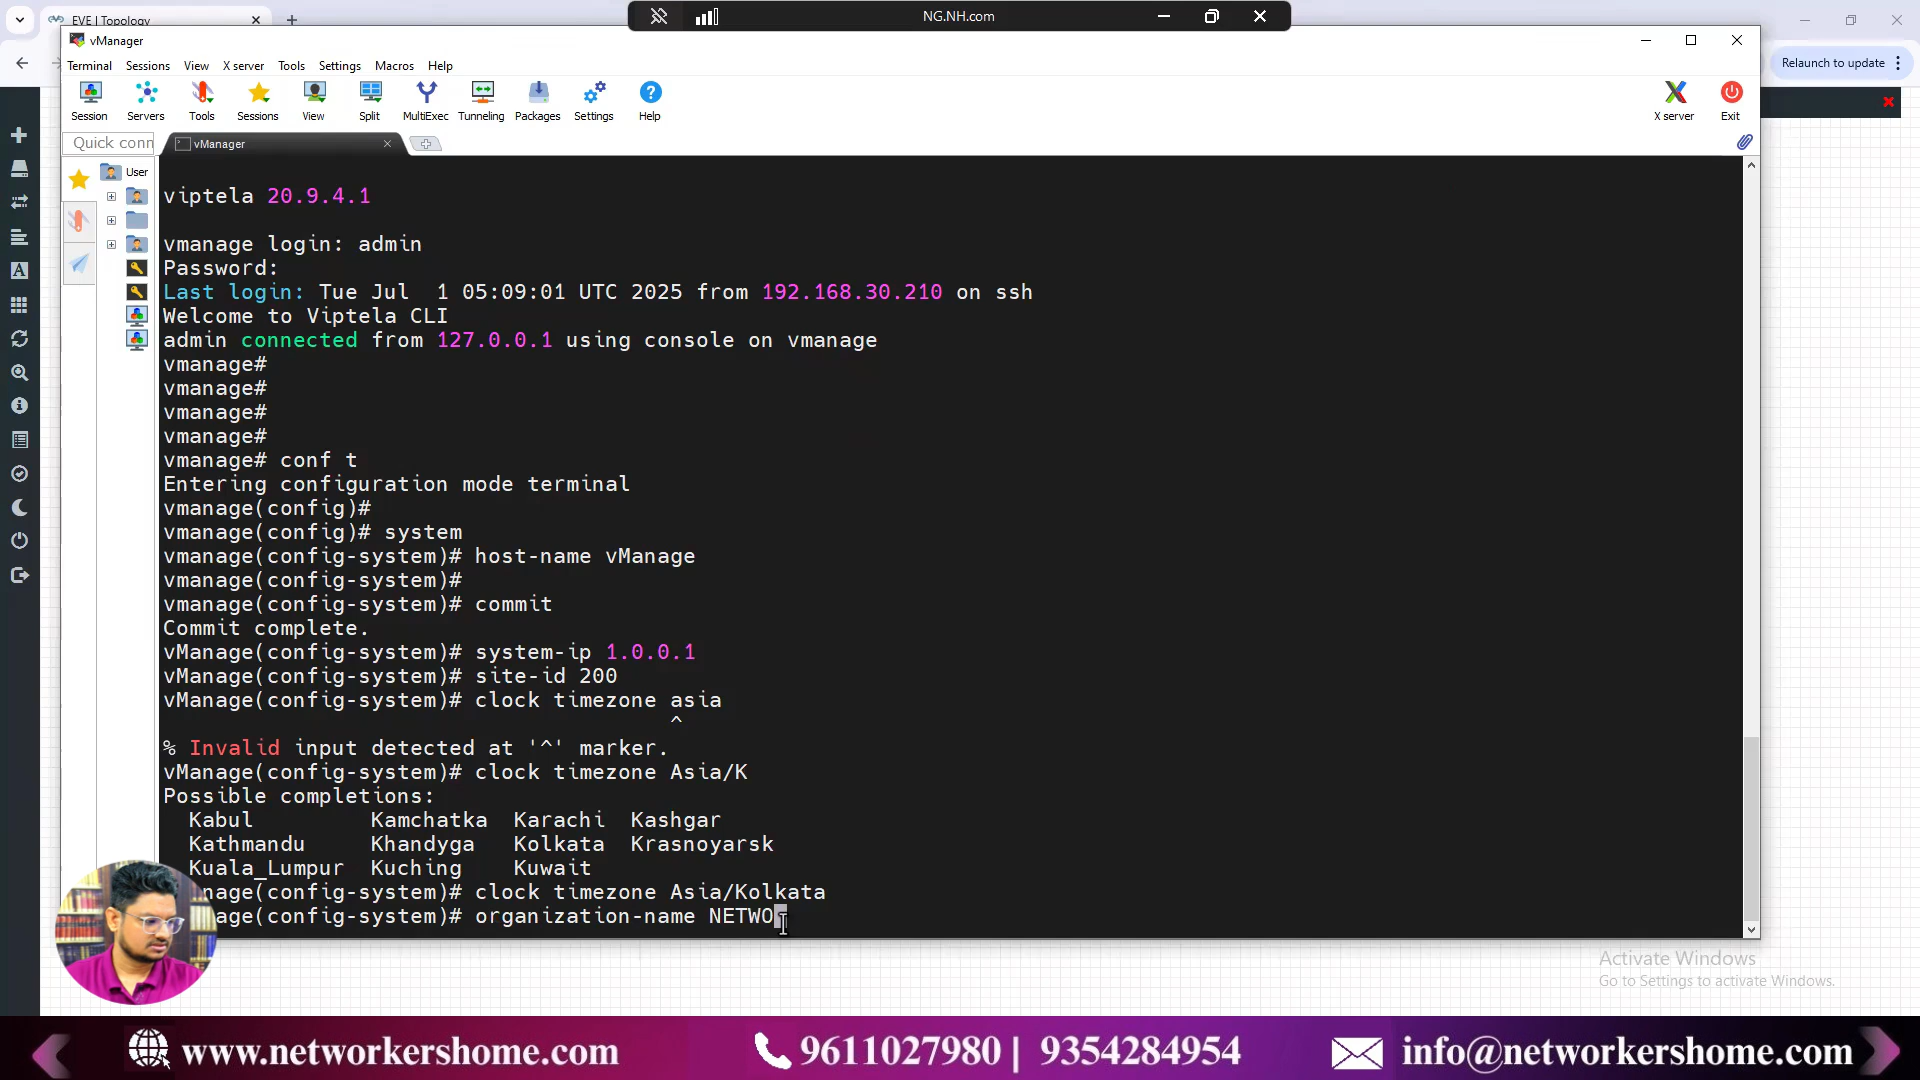 EVE | Topology
NG.NH.com
vManager
Relaunch to update
Terminal Sessions View X server Tools Settings Macros Help
Session Servers Tools Sessions View Split MultiExec Tunneling Packages Settings Help X server Exit
Quick conn
vManager
User
viptela 20.9.4.1
vmanage login: admin
Password:
Last login: Tue Jul  1 05:09:01 UTC 2025 from 192.168.30.210 on ssh
Welcome to Viptela CLI
admin connected from 127.0.0.1 using console on vmanage
vmanage#
vmanage#
vmanage#
vmanage#
vmanage# conf t
Entering configuration mode terminal
vmanage(config)#
vmanage(config)# system
vmanage(config-system)# host-name vManage
vmanage(config-system)#
vmanage(config-system)# commit
Commit complete.
vManage(config-system)# system-ip 1.0.0.1
vManage(config-system)# site-id 200
vManage(config-system)# clock timezone asia
^
% Invalid input detected at '^' marker.
vManage(config-system)# clock timezone Asia/K
Possible completions:
Kabul Kamchatka Karachi Kashgar
Kathmandu Khandyga Kolkata Krasnoyarsk
Kuala_Lumpur Kuching Kuwait
nage(config-system)# clock timezone Asia/Kolkata
age(config-system)# organization-name NETWO
Activate Windows
Go to Settings to activate Windows.
www.networkershome.com
9611027980 | 9354284954
info@networkershome.com